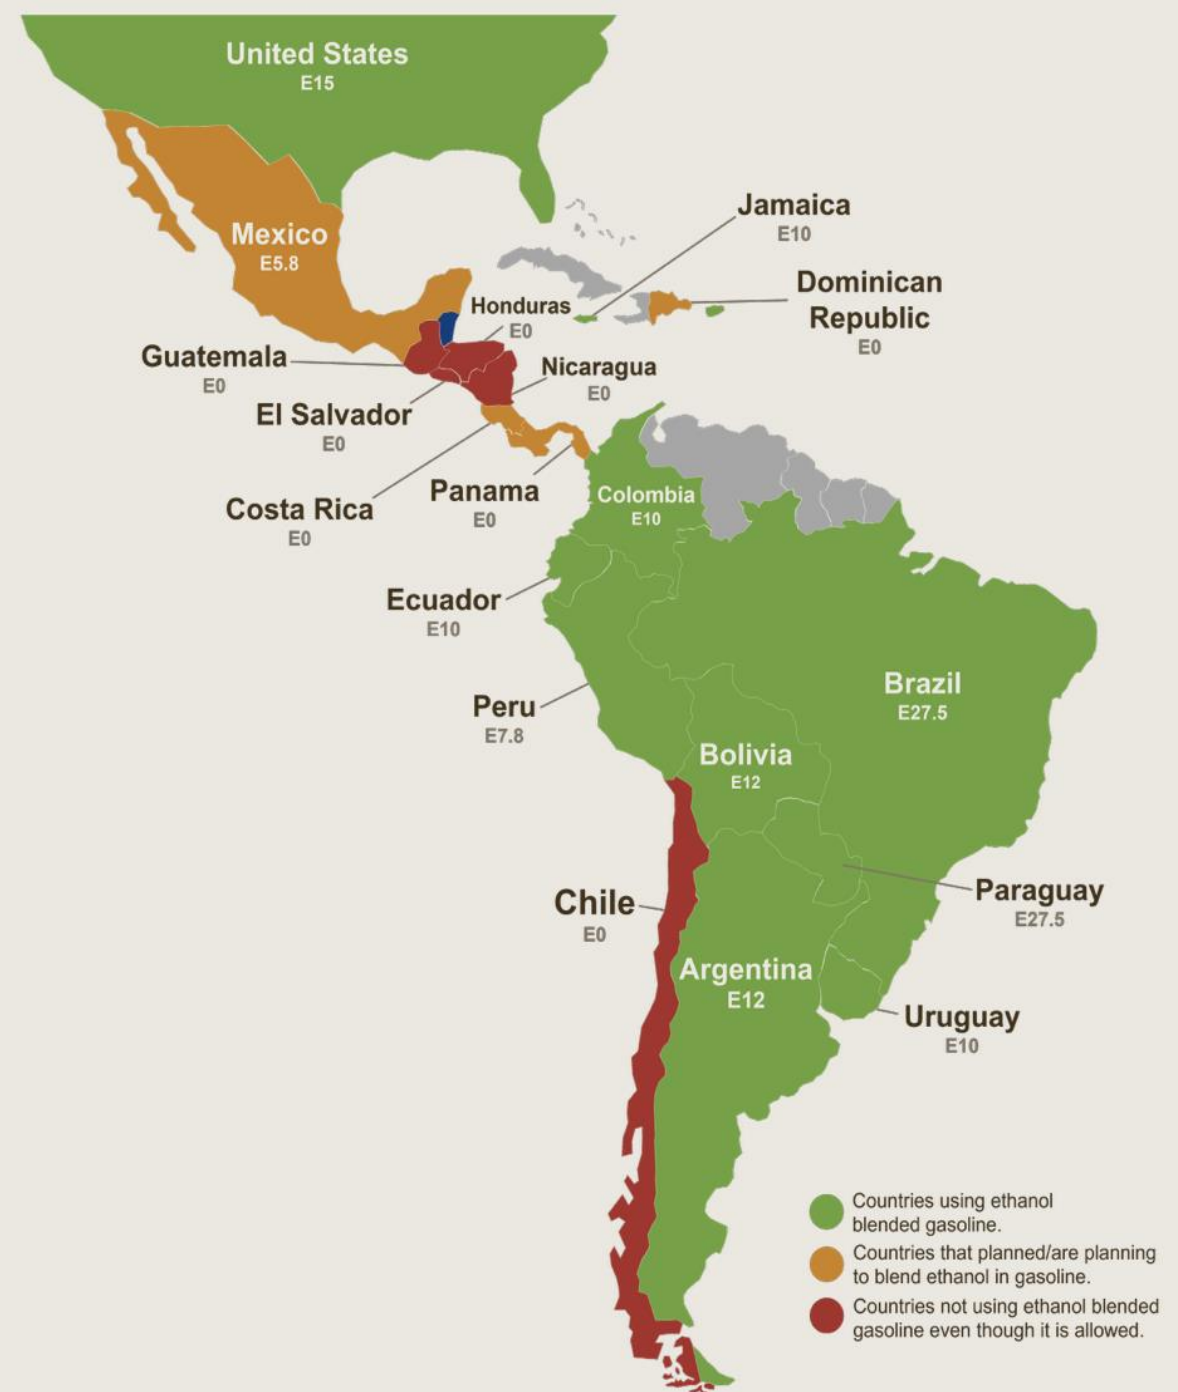 United States
E15
Mexico
E5.8
Jamaica
E10
Dominican
Republic
E0
Honduras
E0
Guatemala
E0
Nicaragua
E0
El Salvador
E0
Costa Rica
E0
Panama
E0
Colombia
E10
Ecuador
E10
Peru
E7.8
Brazil
E27.5
Bolivia
E12
Paraguay
E27.5
Chile
E0
Argentina
E12
Uruguay
E10
Countries using ethanol
blended gasoline.
Countries that planned/are planning
to blend ethanol in gasoline.
Countries not using ethanol blended
gasoline even though it is allowed.